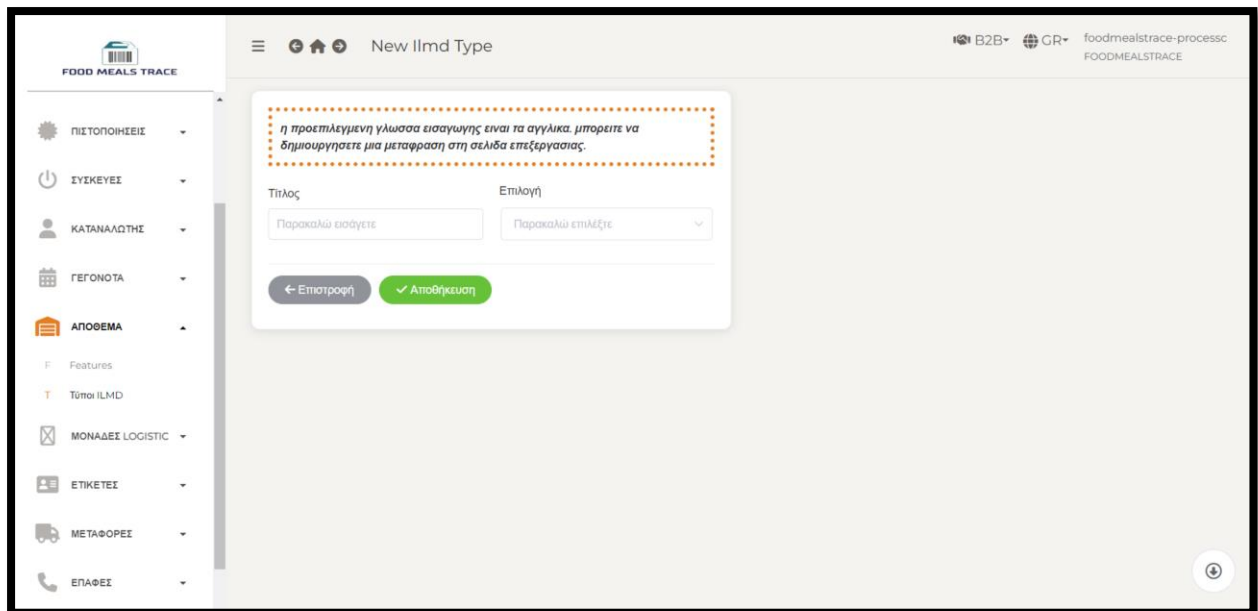 FOOD MEALS TRACE
New Ilmd Type
B2B
GR
foodmealstrace-processc
FOODMEALSTRACE
ΠΙΣΤΟΠΟΙΗΣΕΙΣ
ΣΥΣΚΕΥΕΣ
ΚΑΤΑΝΑΛΩΤΗΣ
ΓΕΓΟΝΟΤΑ
ΑΠΟΘΕΜΑ
F Features
T Τύποι ILMD
ΜΟΝΑΔΕΣ LOGISTIC
ΕΤΙΚΕΤΕΣ
ΜΕΤΑΦΟΡΕΣ
ΕΠΑΦΕΣ
η προεπιλεγμενη γλωσσα εισαγωγης ειναι τα αγγλικα. μπορειτε να
δημιουργησετε μια μεταφραση στη σελιδα επεξεργασιας.
Τίτλος
Επιλογή
Παρακαλώ εισάγετε
Παρακαλώ επιλέξτε
Επιστροφή
Αποθήκευση